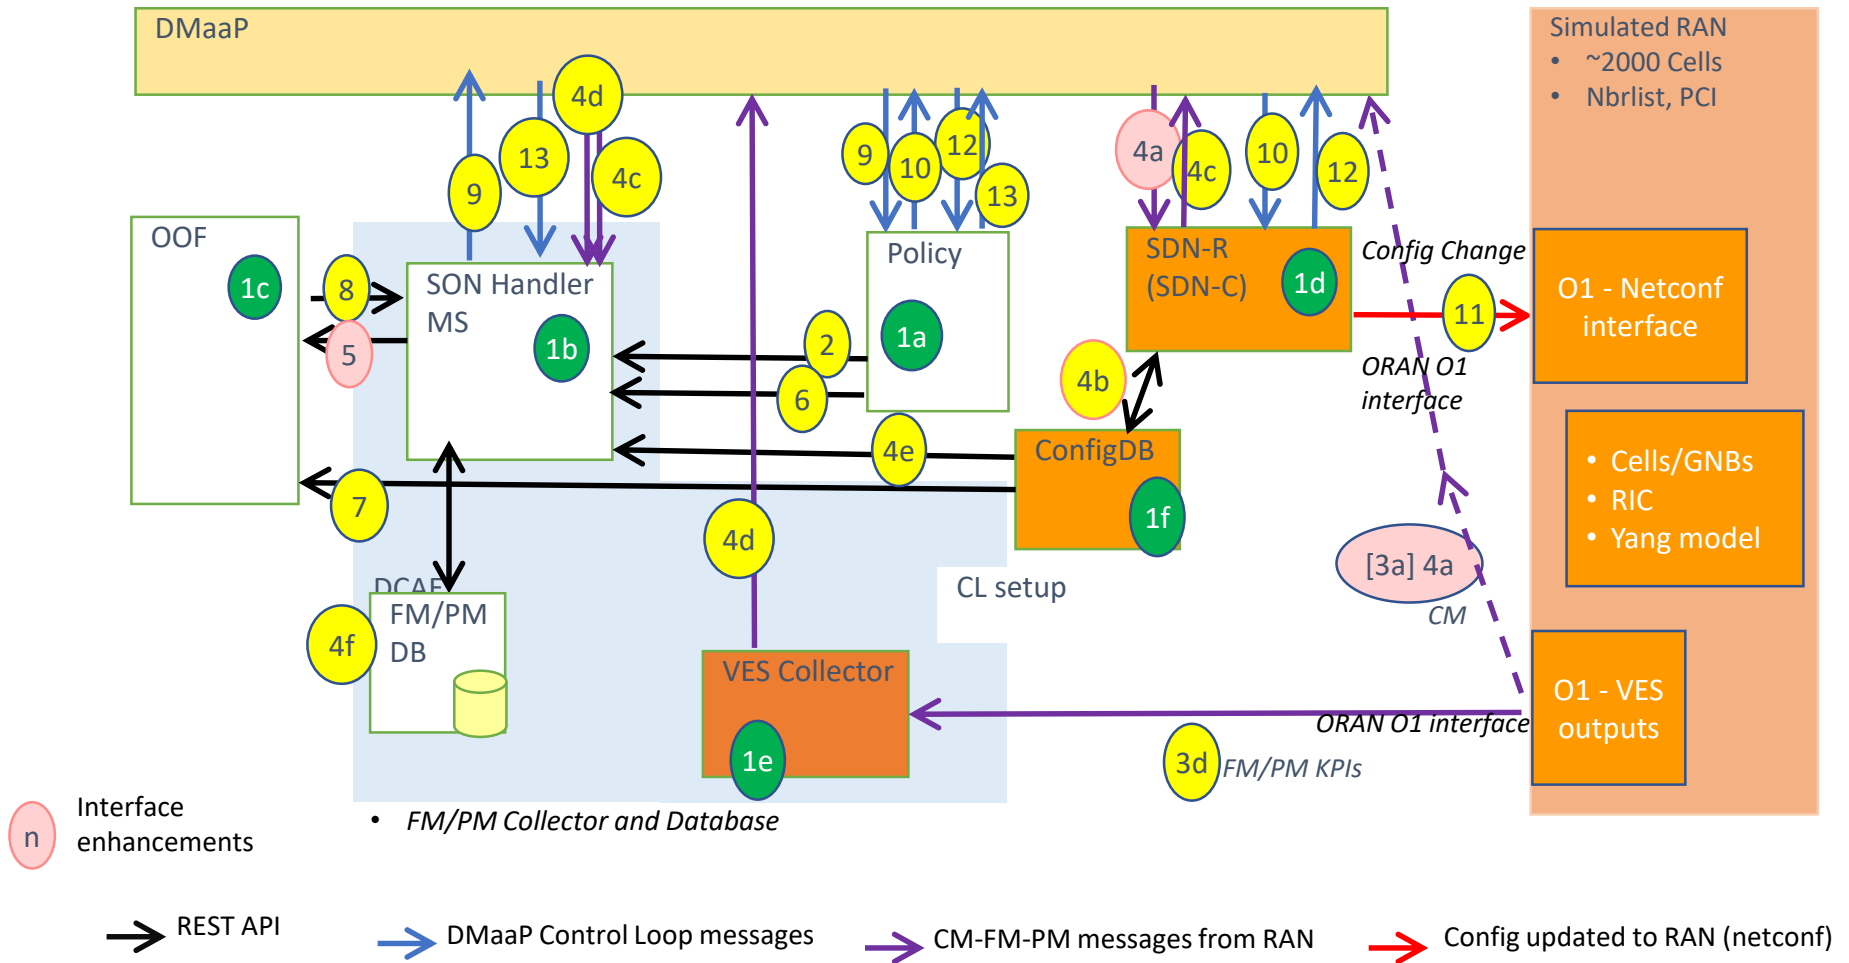 DMaaP
Simulated RAN
• ~2000 Cells
• Nbrlist, PCI
4d
9
13
4c
9
10
12
13
4a
4c
10
12
OOF
1c
8
5
SON Handler
MS
1b
Policy
1a
2
6
SDN-R
(SDN-C)
1d
Config Change
11
O1 - Netconf
interface
ORAN O1
interface
4b
4e
ConfigDB
1f
7
4d
• Cells/GNBs
• RIC
• Yang model
[3a] 4a
CM
DCAE
FM/PM
DB
4f
CL setup
VES Collector
1e
ORAN O1 interface
O1 - VES
outputs
3d
FM/PM KPIs
• FM/PM Collector and Database
n
Interface
enhancements
REST API
DMaaP Control Loop messages
CM-FM-PM messages from RAN
Config updated to RAN (netconf)